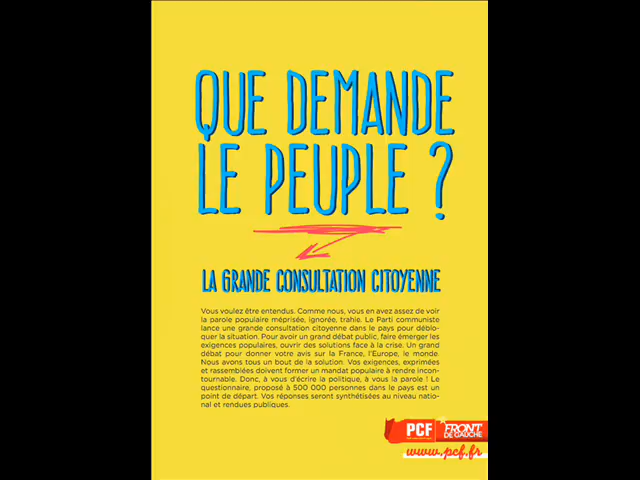 QUE DEMANDE
LE PEUPLE ?
LA GRANDE CONSULTATION CITOYENNE
Vous voulez être entendus. Comme nous, vous en avez assez de voir
la parole populaire méprisée, ignorée, trahie. Le Parti communiste
lance une grande consultation citoyenne dans le pays pour déblo-
quer la situation. Pour avoir un grand débat public, faire émerger les
exigences populaires, ouvrir des solutions face à la crise. Un grand
débat pour donner votre avis sur la France, l'Europe, le monde.
Nous avons tous un bout de la solution. Vos exigences, exprimées
et rassemblées doivent former un mandat populaire à rendre incon-
tournable. Donc, à vous d'écrire la politique, à vous la parole ! Le
questionnaire, proposé à 500 000 personnes dans le pays est un
point de départ. Vos réponses seront synthétisées au niveau natio-
nal et rendues publiques.
PCF
FRONT
DE GAUCHE
www.pcf.fr